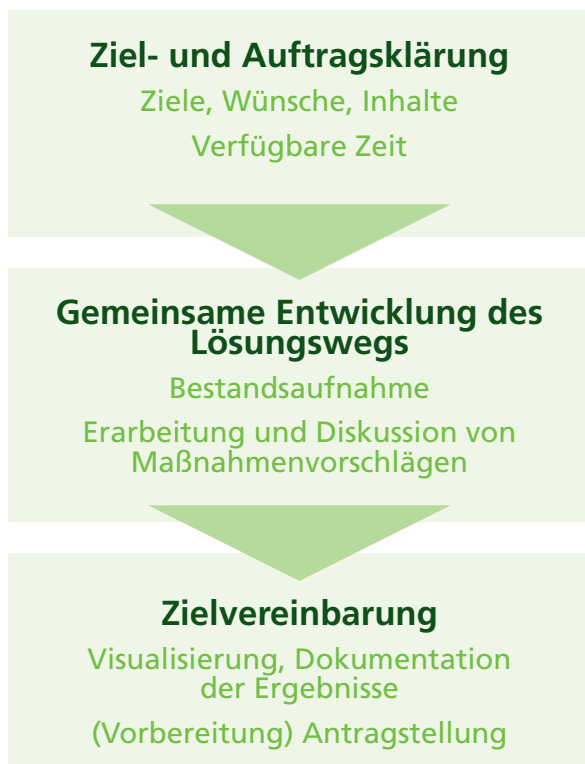 Ziel- und Auftragsklärung
Ziele, Wünsche, Inhalte
Verfügbare Zeit
Gemeinsame Entwicklung des
Lösungswegs
Bestandsaufnahme
Erarbeitung und Diskussion von
Maßnahmenvorschlägen
Zielvereinbarung
Visualisierung, Dokumentation
der Ergebnisse
(Vorbereitung) Antragstellung